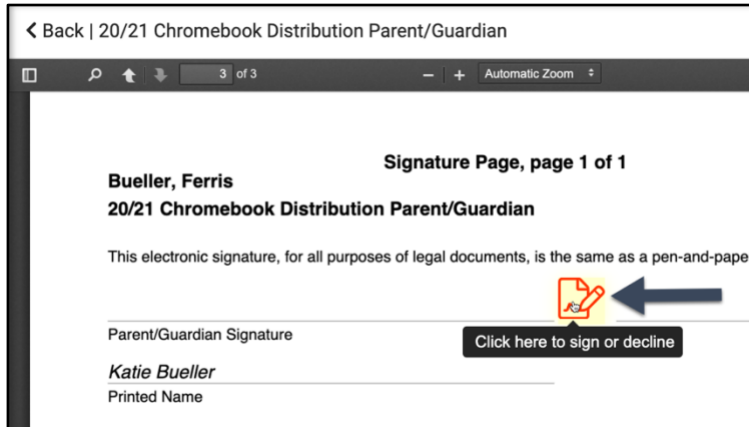 Back | 20/21 Chromebook Distribution Parent/Guardian
3 of 3 − + Automatic Zoom
Signature Page, page 1 of 1
Bueller, Ferris
20/21 Chromebook Distribution Parent/Guardian
This electronic signature, for all purposes of legal documents, is the same as a pen-and-pape
Parent/Guardian Signature
Click here to sign or decline
Katie Bueller
Printed Name